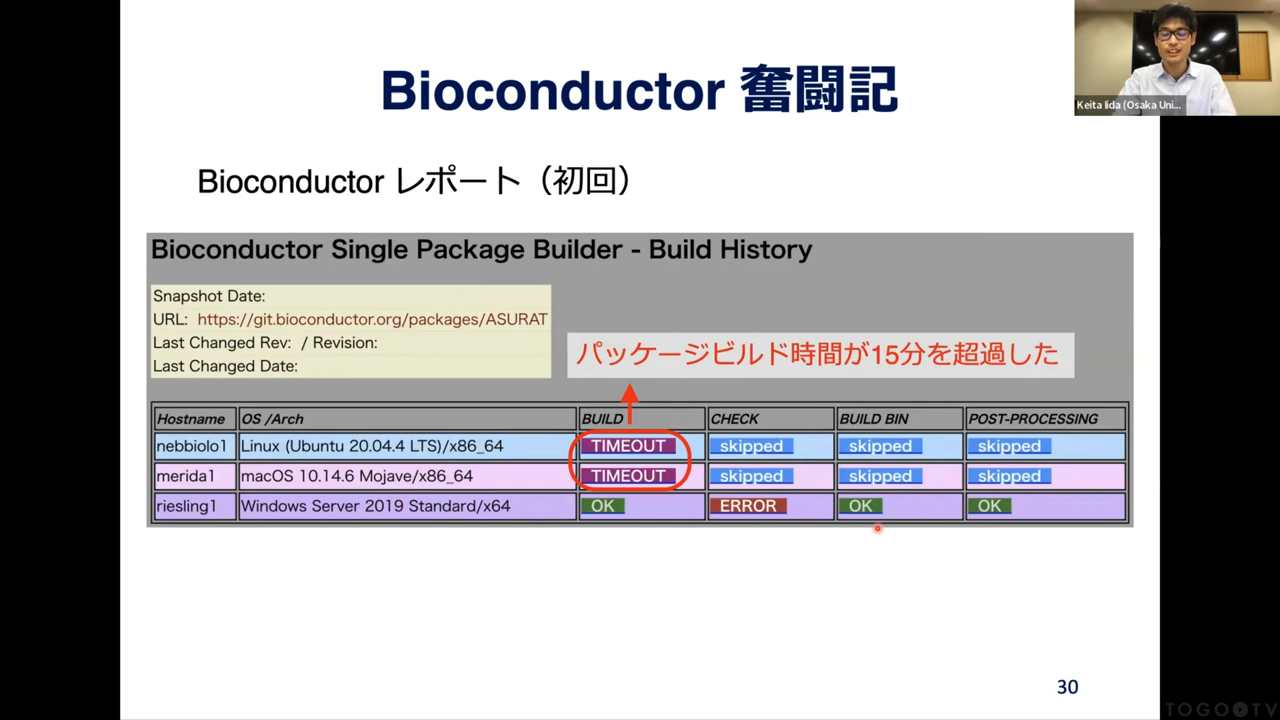 Bioconductor 奮闘記
Keita Iida (Osaka Uni...
Bioconductor レポート（初回）
Bioconductor Single Package Builder - Build History
Snapshot Date:
URL: https://git.bioconductor.org/packages/ASURAT
Last Changed Rev: / Revision:
Last Changed Date:
パッケージビルド時間が15分を超過した
Hostname OS /Arch BUILD CHECK BUILD BIN POST-PROCESSING
nebbiolo1 Linux (Ubuntu 20.04.4 LTS)/x86_64 TIMEOUT skipped skipped skipped
merida1 macOS 10.14.6 Mojave/x86_64 TIMEOUT skipped skipped skipped
riesling1 Windows Server 2019 Standard/x64 OK ERROR OK OK
30
TOGO TV